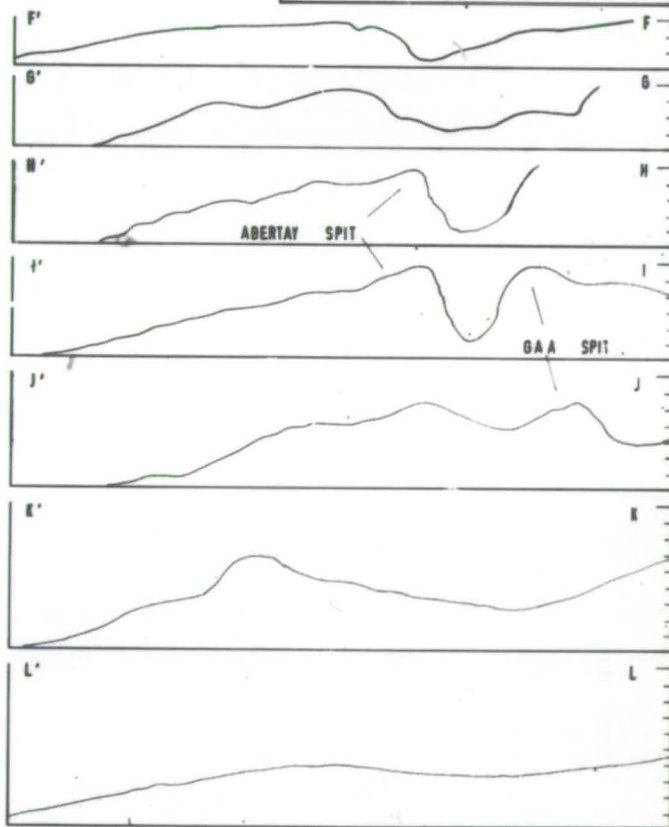 F' F
G' G
H' H
ABERTAY SPIT
I' I
GAA SPIT
J' J
K' K
L' L